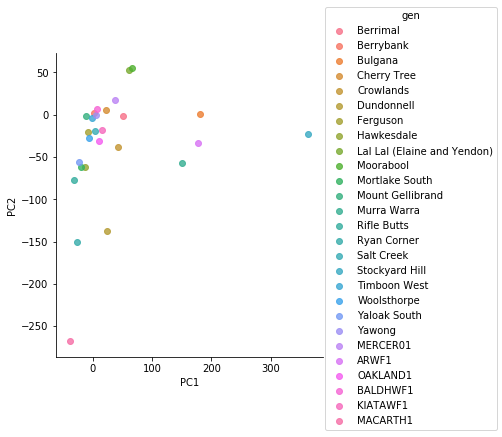 gen
Berrimal
Berrybank
Bulgana
Cherry Tree
Crowlands
Dundonnell
Ferguson
Hawkesdale
Lal Lal (Elaine and Yendon)
Moorabool
Mortlake South
Mount Gellibrand
Murra Warra
Rifle Butts
Ryan Corner
Salt Creek
Stockyard Hill
Timboon West
Woolsthorpe
Yaloak South
Yawong
MERCER01
ARWF1
OAKLAND1
BALDHWF1
KIATAWF1
MACARTH1
50
0
−50
−100
−150
−200
−250
PC2
0 100 200 300
PC1